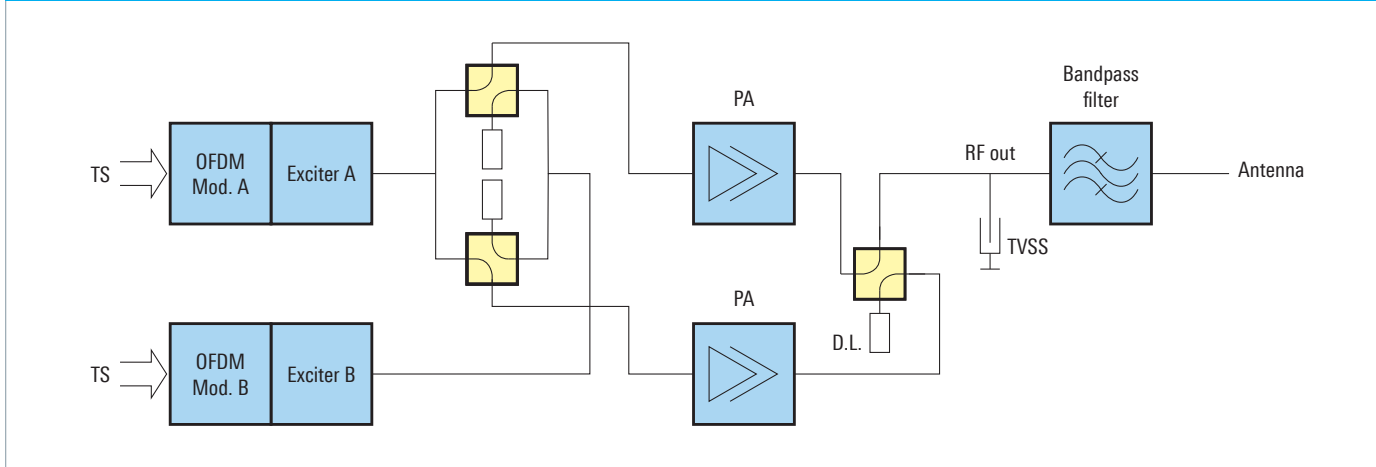 TS
OFDM
Mod. A
Exciter A
PA
RF out
TVSS
Bandpass
filter
Antenna
TS
OFDM
Mod. B
Exciter B
PA
D.L.